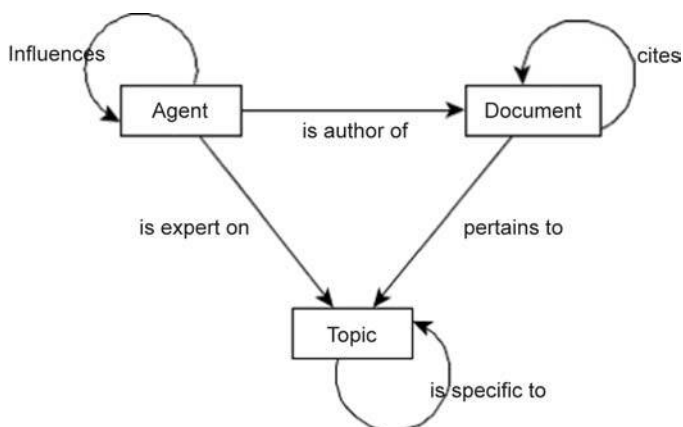 Influences
cites
Agent
Document
is author of
is expert on
pertains to
Topic
is specific to